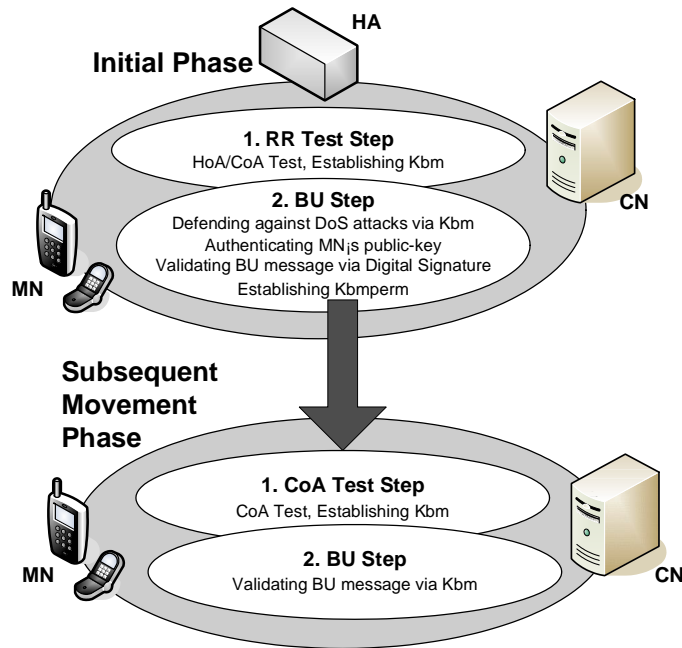 HA
Initial Phase
1. RR Test Step
HoA/CoA Test, Establishing Kbm
CN
2. BU Step
Defending against DoS attacks via Kbm
Authenticating MN¡s public-key
Validating BU message via Digital Signature
Establishing Kbmperm
MN
Subsequent
Movement
Phase
1. CoA Test Step
CoA Test, Establishing Kbm
2. BU Step
Validating BU message via Kbm
MN
CN